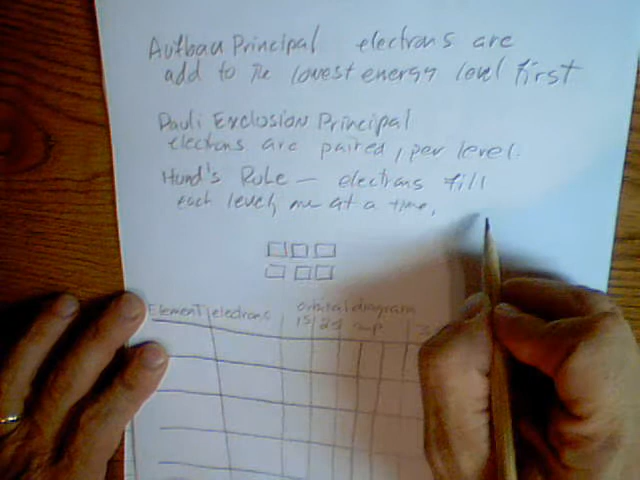 Aufbau Principal electrons are
add to the lowest energy level first
Pauli Exclusion Principal
electrons are paired, per level.
Hund's Rule — electrons fill
each level, one at a time,
Element electrons orbital diagram
1s 2s 2p 3